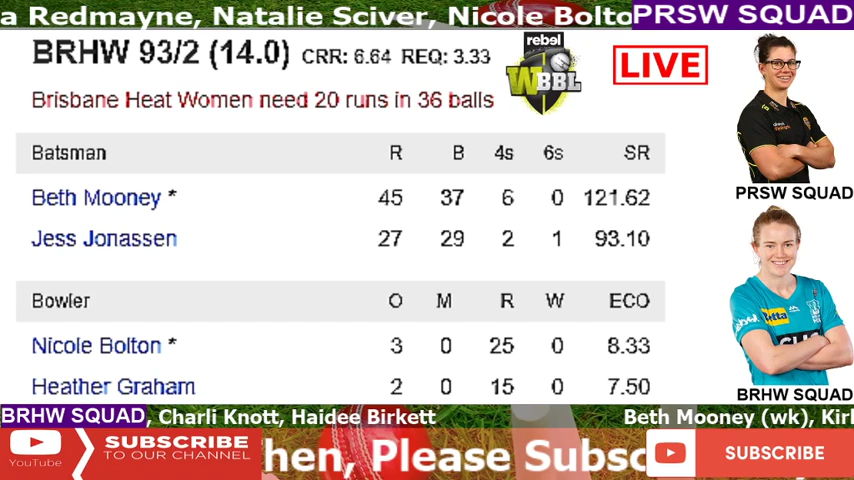 a Redmayne, Natalie Sciver, Nicole Bolto
PRSW SQUAD
BRHW 93/2 (14.0) CRR: 6.64 REQ: 3.33
rebel
WBBL
LIVE
Brisbane Heat Women need 20 runs in 36 balls
Batsman R B 4s 6s SR
Beth Mooney * 45 37 6 0 121.62
Jess Jonassen 27 29 2 1 93.10
PRSW SQUAD
Bowler O M R W ECO
Nicole Bolton * 3 0 25 0 8.33
Heather Graham 2 0 15 0 7.50
BRHW SQUAD
BRHW SQUAD, Charli Knott, Haidee Birkett
Beth Mooney (wk), Kirl
YouTube
SUBSCRIBE
TO OUR CHANNEL
hen, Please Subsc
SUBSCRIBE